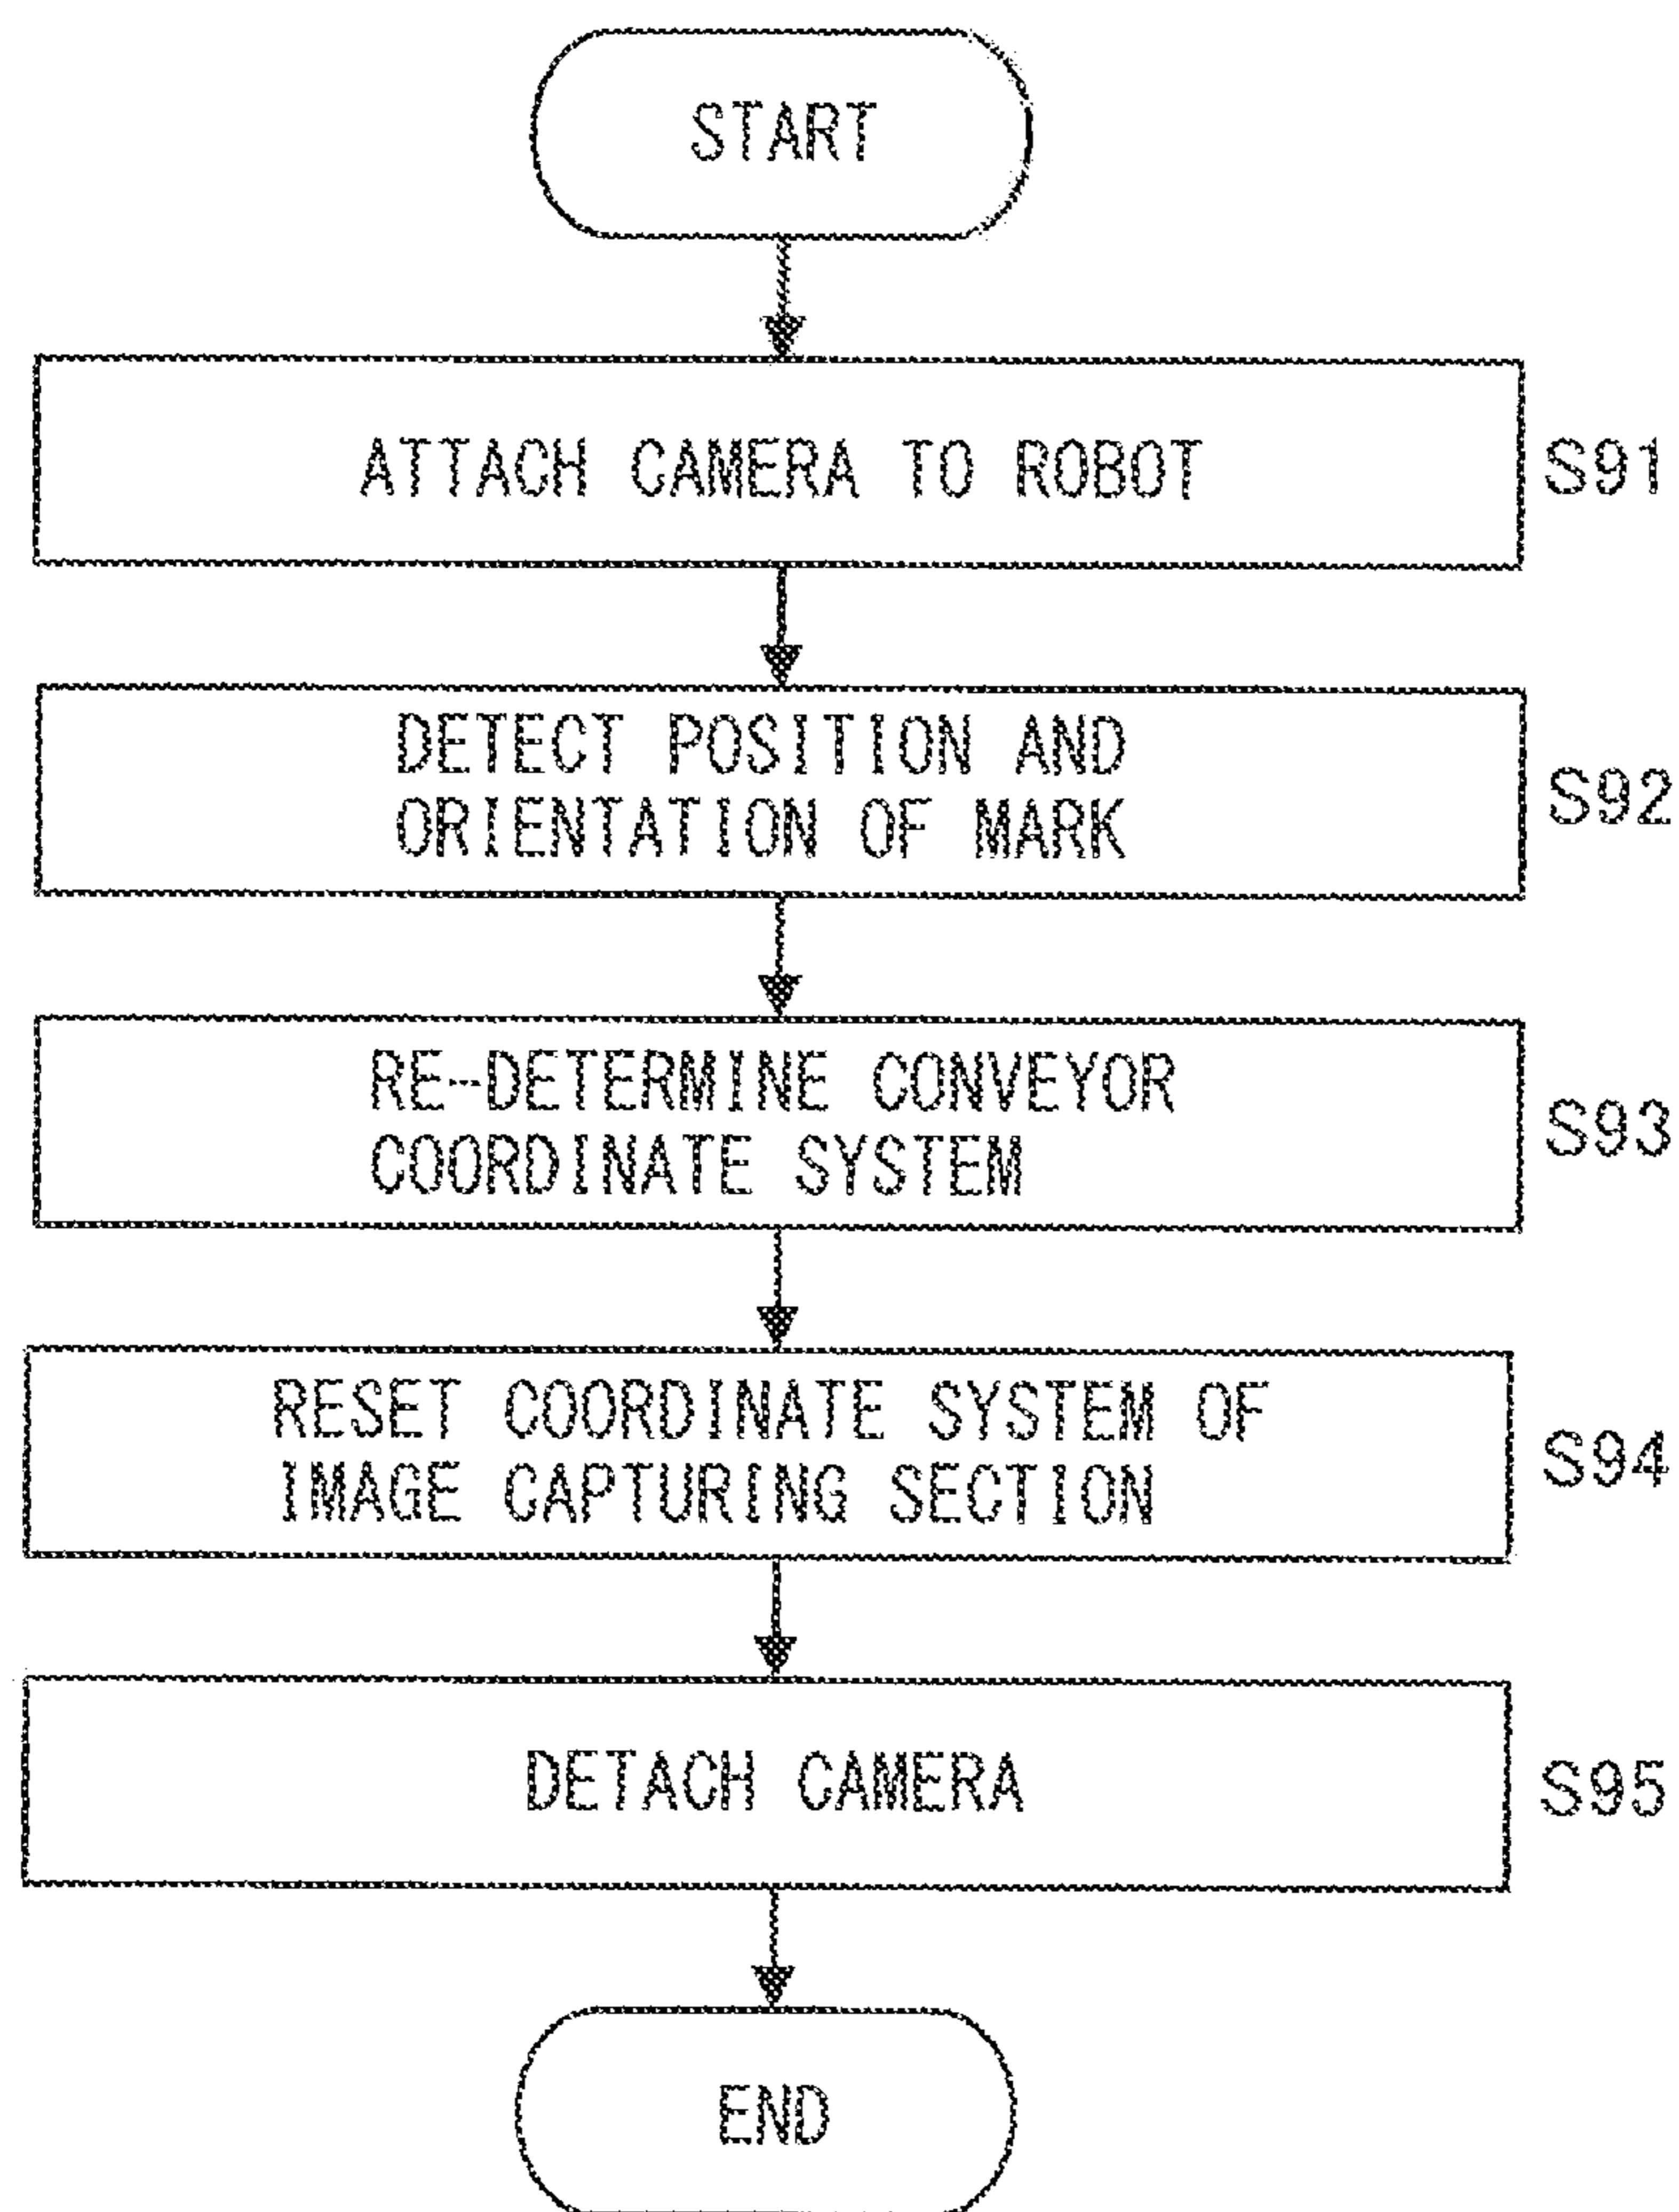 START
ATTACH CAMERA TO ROBOT
S91
DETECT POSITION AND
ORIENTATION OF MARK
S92
RE-DETERMINE CONVEYOR
COORDINATE SYSTEM
S93
RESET COORDINATE SYSTEM OF
IMAGE CAPTURING SECTION
S94
DETACH CAMERA
S95
END